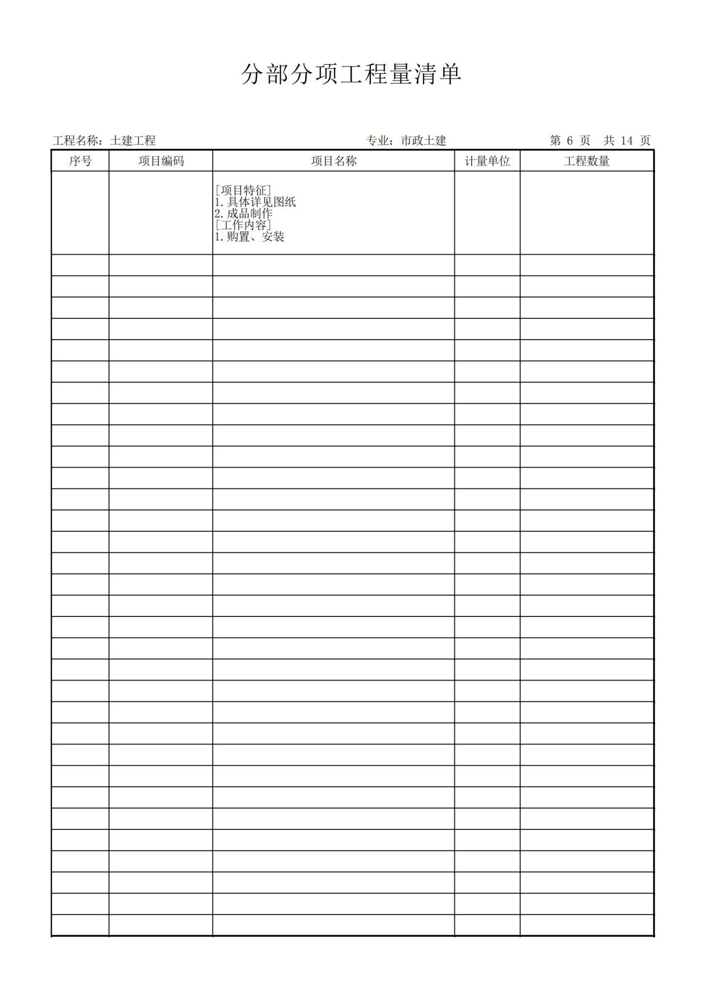 分部分项工程量清单
工程名称：土建工程 专业：市政土建 第 6 页 共 14 页
序号 项目编码 项目名称 计量单位 工程数量
[项目特征]
1.具体详见图纸
2.成品制作
[工作内容]
1.购置、安装